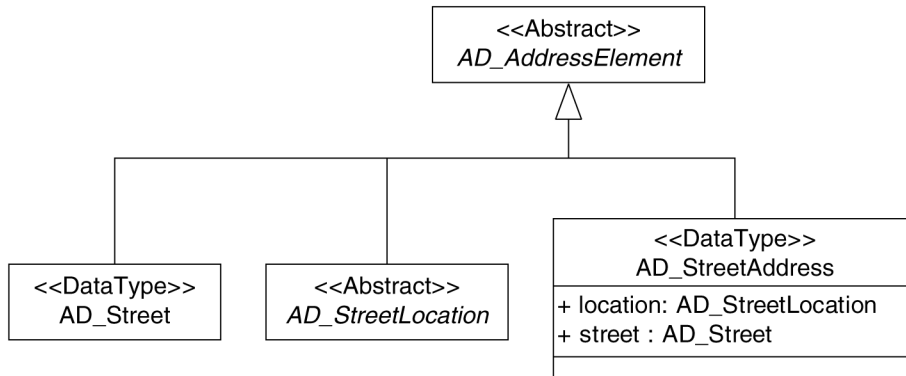 <<Abstract>>
AD_AddressElement
<<DataType>>
AD_Street
<<Abstract>>
AD_StreetLocation
<<DataType>>
AD_StreetAddress
+ location: AD_StreetLocation
+ street : AD_Street